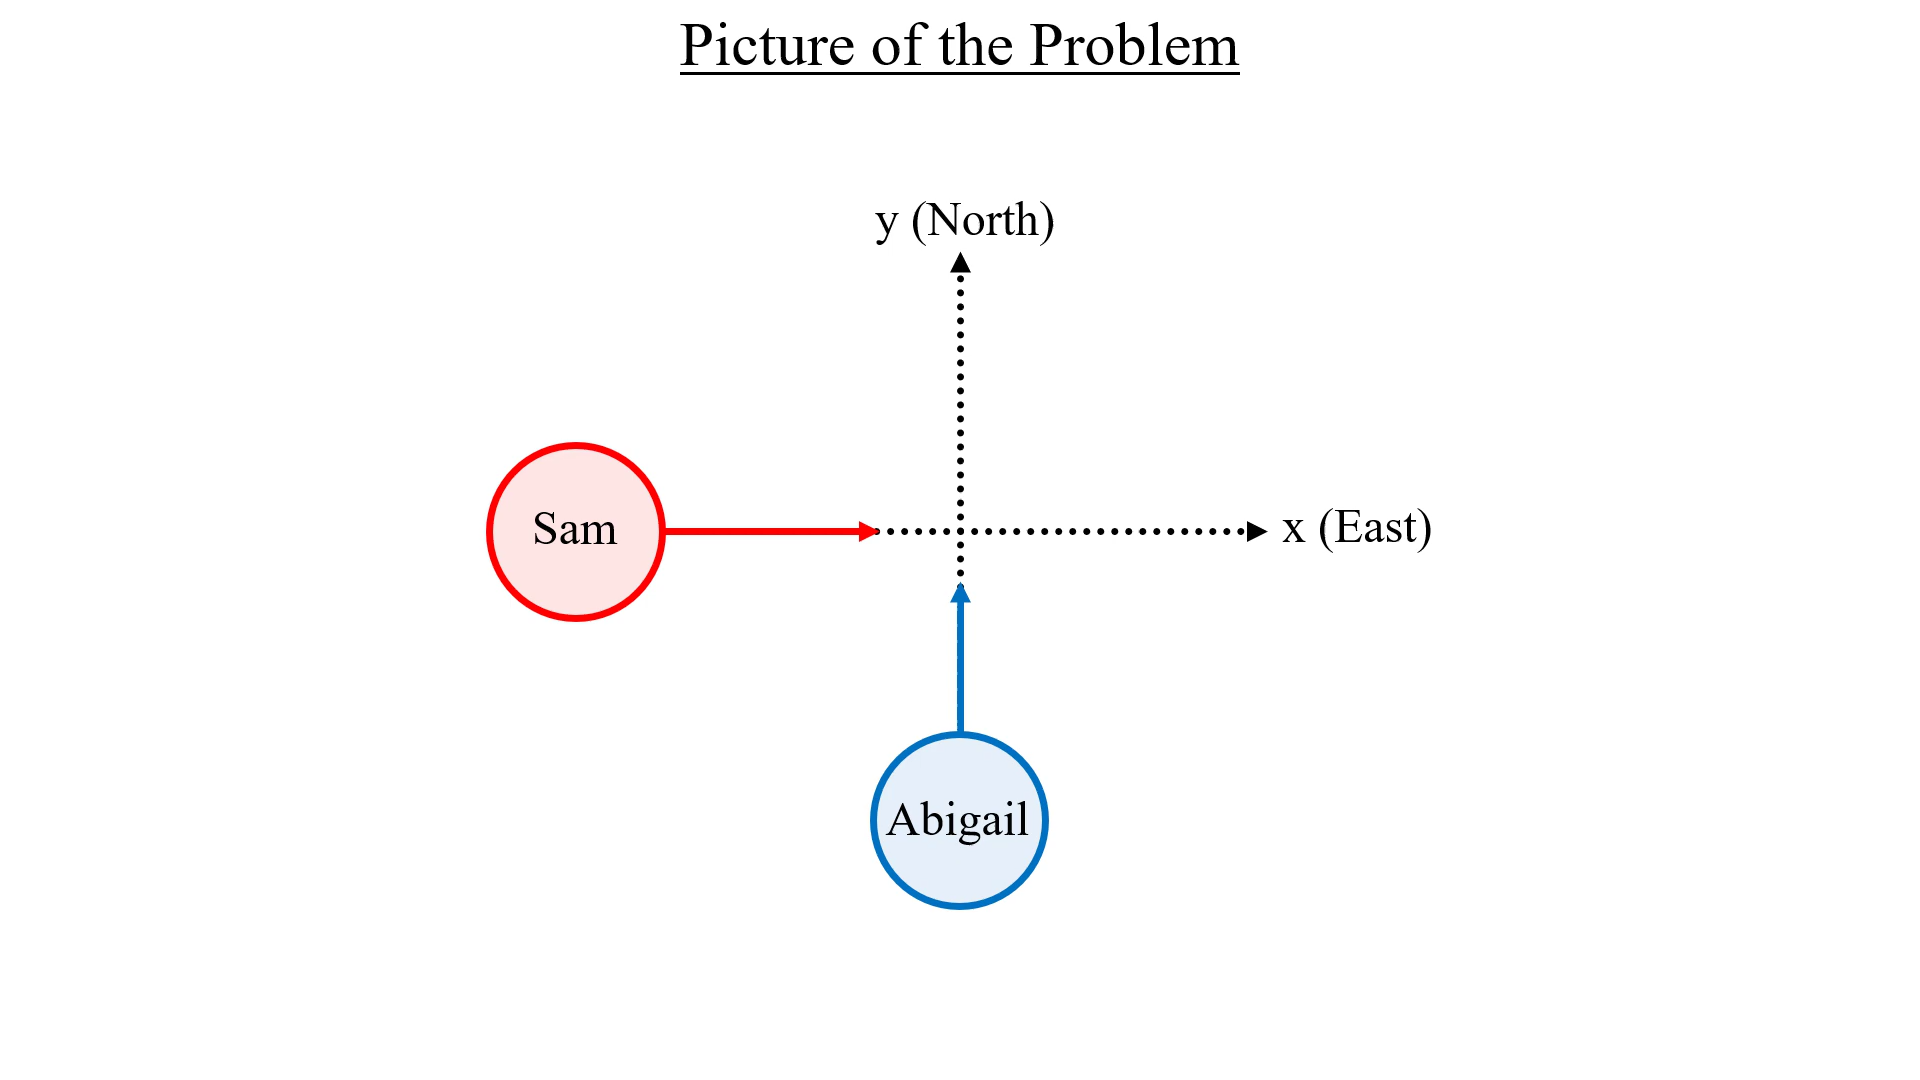 Picture of the Problem
y (North)
Sam
x (East)
Abigail